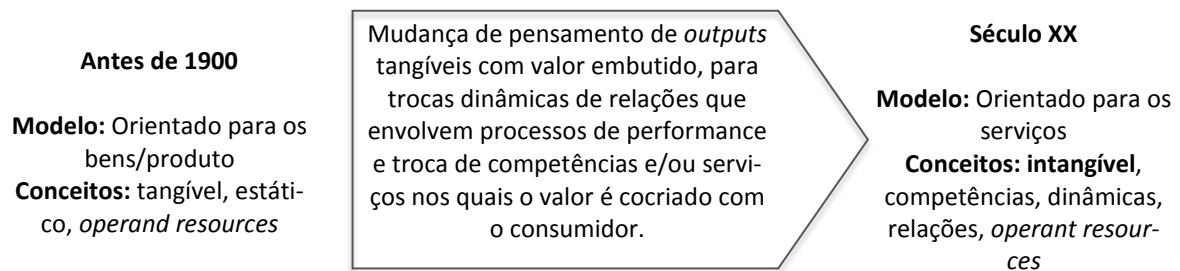 Antes de 1900
Modelo: Orientado para os
bens/produto
Conceitos: tangível, estáti-
co, operand resources
Mudança de pensamento de outputs
tangíveis com valor embutido, para
trocas dinâmicas de relações que
envolvem processos de performance
e troca de competências e/ou servi-
ços nos quais o valor é cocriado com
o consumidor.
Século XX
Modelo: Orientado para os
serviços
Conceitos: intangível,
competências, dinâmicas,
relações, operant resour-
ces